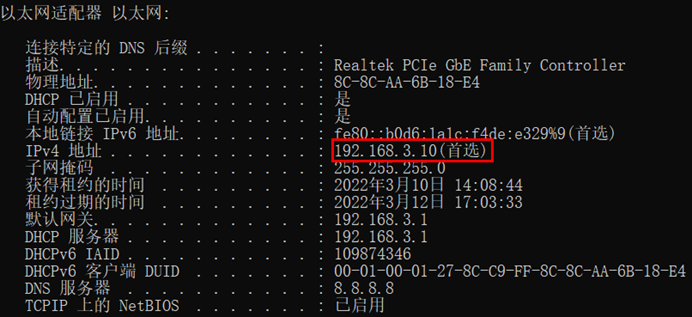 以太网适配器 以太网:
连接特定的 DNS 后缀 . . . . . . . :
描述. . . . . . . . . . . . . . . : Realtek PCIe GbE Family Controller
物理地址. . . . . . . . . . . . . : 8C-8C-AA-6B-18-E4
DHCP 已启用 . . . . . . . . . . . : 是
自动配置已启用. . . . . . . . . . : 是
本地链接 IPv6 地址. . . . . . . . : fe80::b0d6:1a1c:f4de:e329%9(首选)
IPv4 地址 . . . . . . . . . . . . : 192.168.3.10(首选)
子网掩码 . . . . . . . . . . . . : 255.255.255.0
获得租约的时间 . . . . . . . . . : 2022年3月10日 14:08:44
租约过期的时间 . . . . . . . . . : 2022年3月12日 17:03:33
默认网关. . . . . . . . . . . . . : 192.168.3.1
DHCP 服务器 . . . . . . . . . . . : 192.168.3.1
DHCPv6 IAID . . . . . . . . . . . : 109874346
DHCPv6 客户端 DUID . . . . . . . : 00-01-00-01-27-8C-C9-FF-8C-8C-AA-6B-18-E4
DNS 服务器 . . . . . . . . . . . : 8.8.8.8
TCPIP 上的 NetBIOS . . . . . . . : 已启用